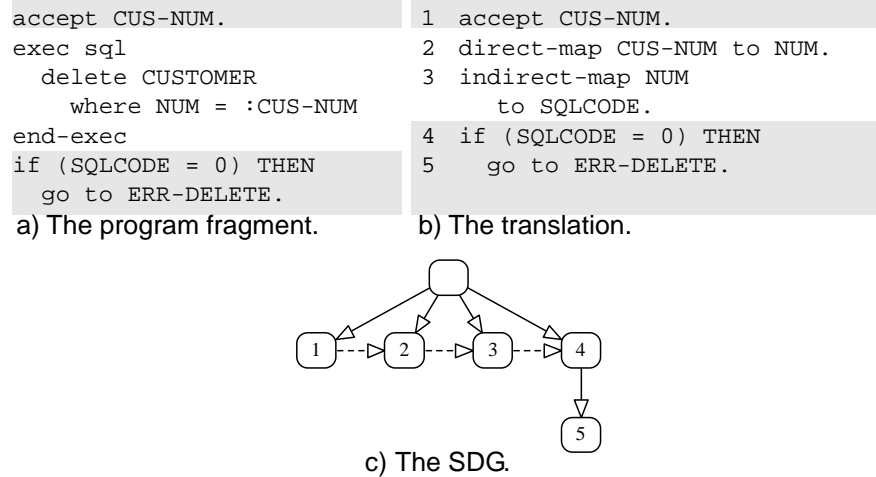 accept CUS-NUM.
exec sql
delete CUSTOMER
where NUM = :CUS-NUM
end-exec
if (SQLCODE = 0) THEN
go to ERR-DELETE.
a) The program fragment.
1 accept CUS-NUM.
2 direct-map CUS-NUM to NUM.
3 indirect-map NUM
to SQLCODE.
4 if (SQLCODE = 0) THEN
5 go to ERR-DELETE.
b) The translation.
1 2 3 4
5
c) The SDG.